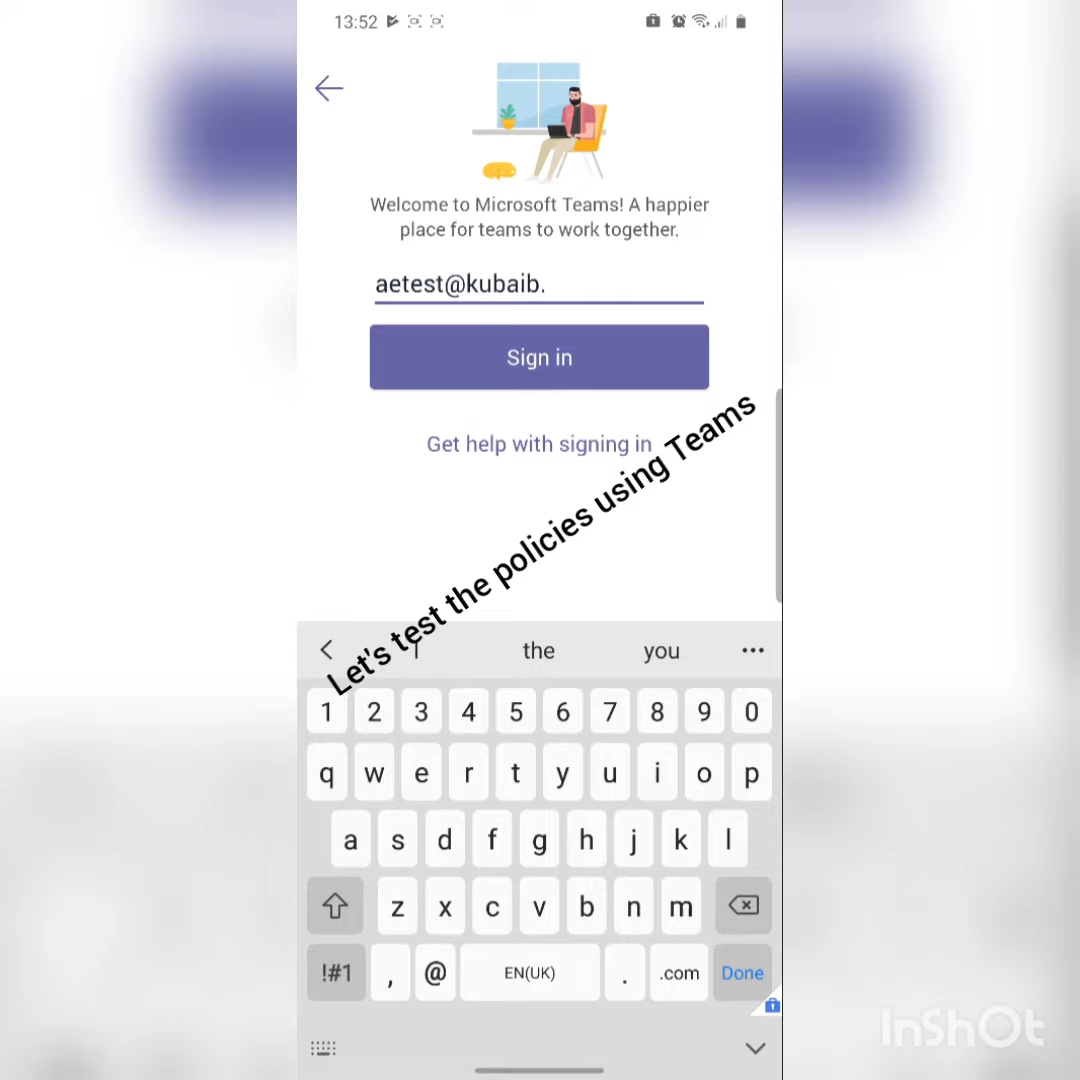 13:52
Welcome to Microsoft Teams! A happier
place for teams to work together.
aetest@kubaib.
Sign in
Get help with signing in
Let's test the policies using Teams
I the you
1 2 3 4 5 6 7 8 9 0
q w e r t y u i o p
a s d f g h j k l
z x c v b n m
!#1 , @ EN(UK) . .com Done
InShOt